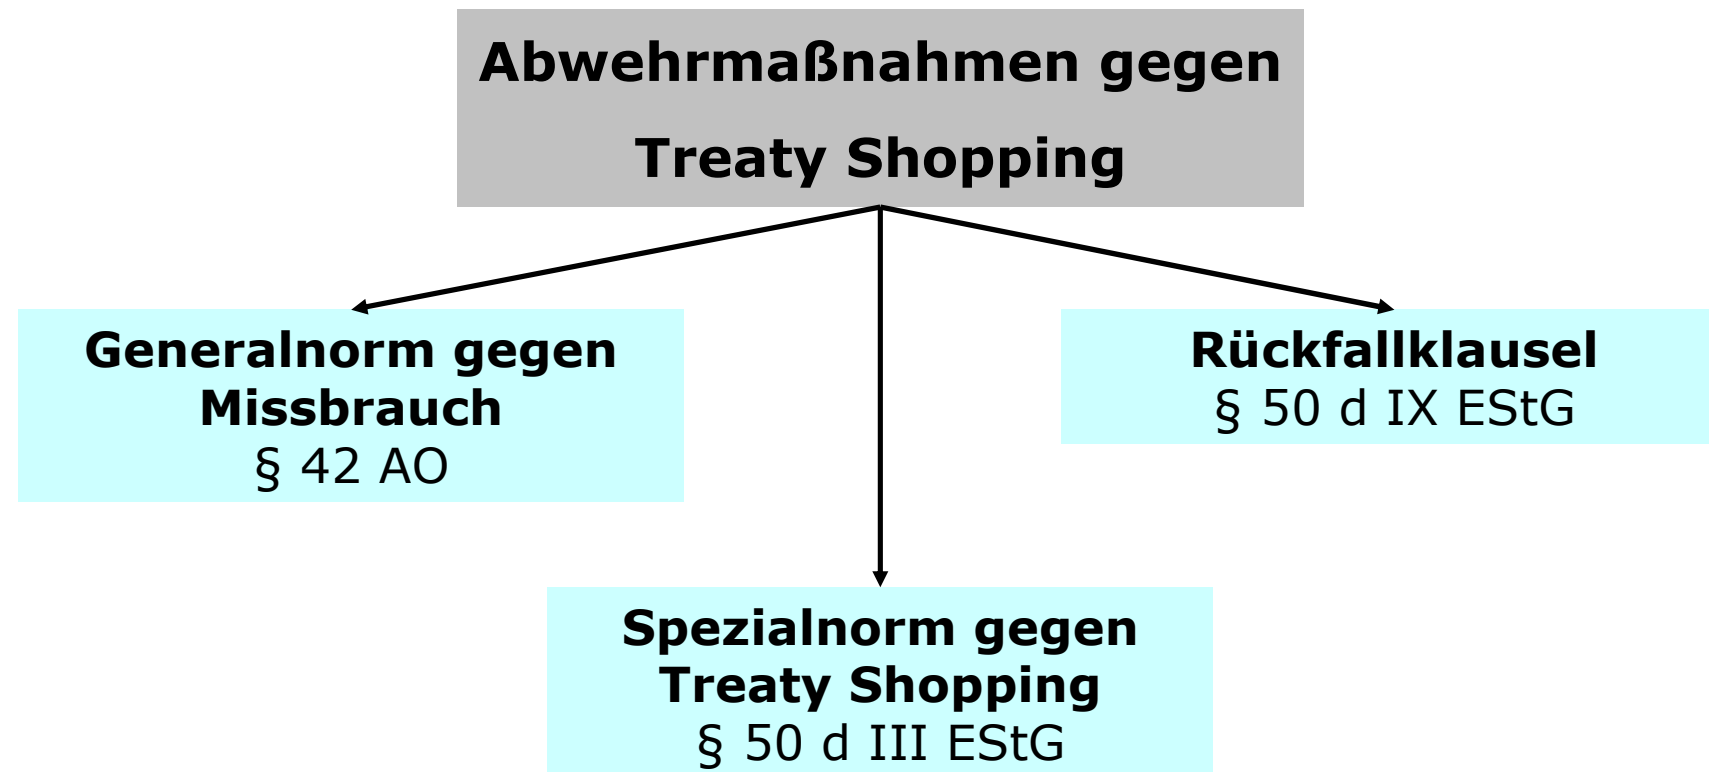 Abwehrmaßnahmen gegen
Treaty Shopping
Generalnorm gegen
Missbrauch
§ 42 AO
Rückfallklausel
§ 50 d IX EStG
Spezialnorm gegen
Treaty Shopping
§ 50 d III EStG